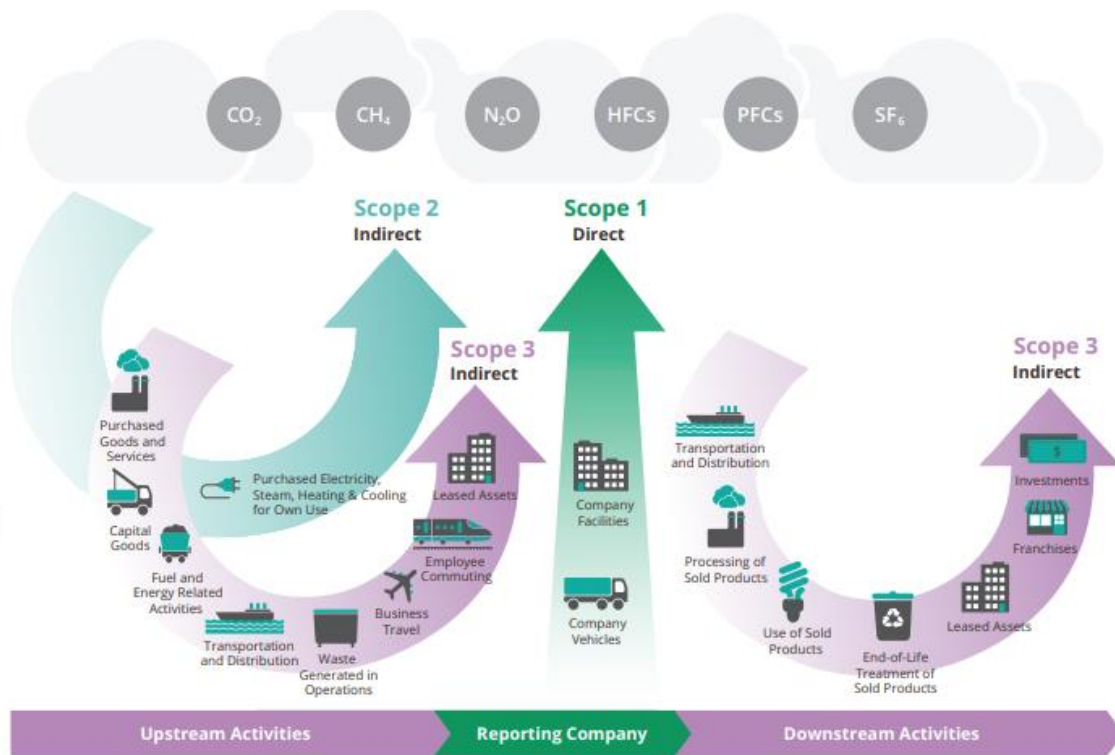 CO₂ CH₄ N₂O HFCs PFCs SF₆
Scope 2
Indirect
Scope 1
Direct
Scope 3
Indirect
Scope 3
Indirect
Purchased
Goods and
Services
Capital
Goods
Fuel and
Energy Related
Activities
Transportation
and Distribution
Waste
Generated in
Operations
Business
Travel
Employee
Commuting
Leased Assets
Purchased Electricity,
Steam, Heating & Cooling
for Own Use
Company
Facilities
Company
Vehicles
Transportation
and Distribution
Processing of
Sold Products
Use of Sold
Products
End-of-Life
Treatment of
Sold Products
Leased Assets
Franchises
$
Investments
Upstream Activities
Reporting Company
Downstream Activities